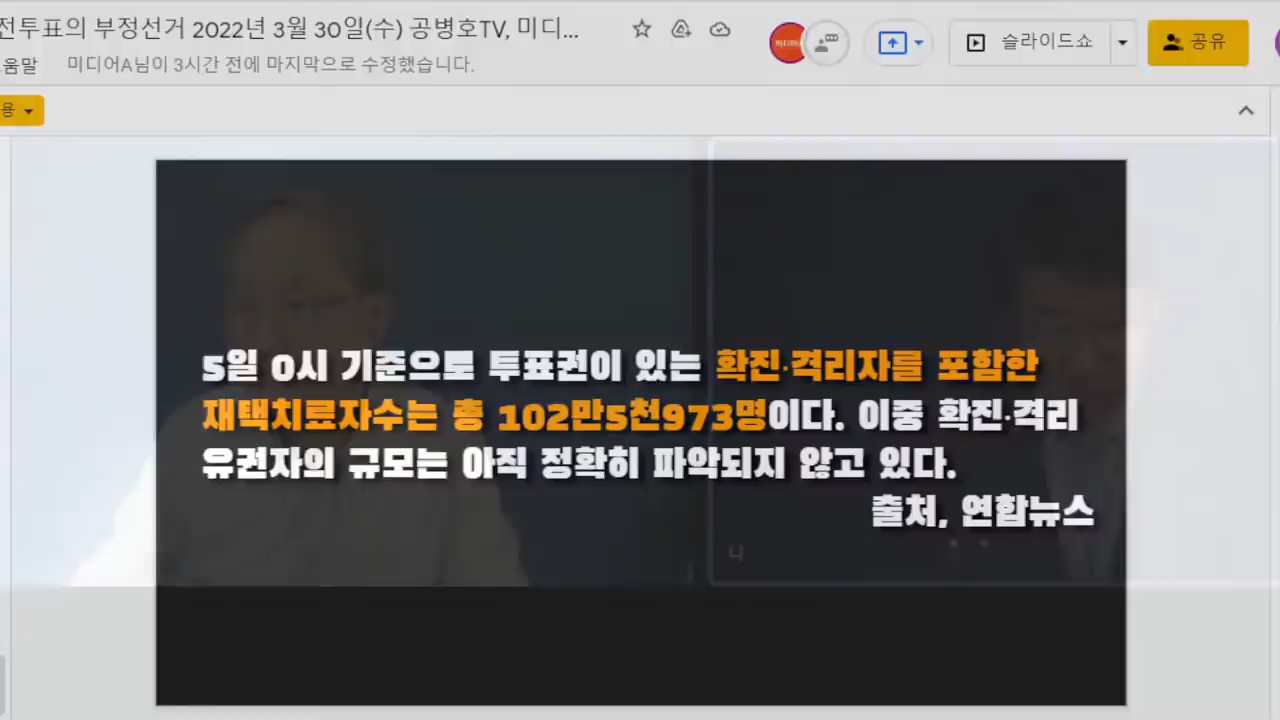 전투표의 부정선거 2022년 3월 30일(수) 공병호TV, 미디...
움말 미디어A님이 3시간 전에 마지막으로 수정했습니다.
슬라이드쇼
공유
용
5일 0시 기준으로 투표권이 있는 확진·격리자를 포함한
재택치료자수는 총 102만5천973명이다. 이중 확진·격리
유권자의 규모는 아직 정확히 파악되지 않고 있다.
출처, 연합뉴스